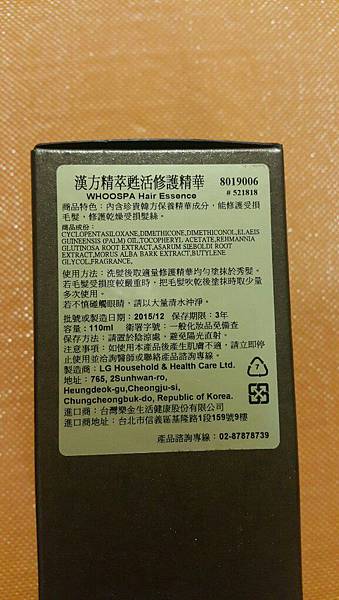 漢方精萃甦活修護精華 8019006
WHOOSPA Hair Essence # 521818
商品特色：內含珍貴韓方保養精華成分，能修護受損
毛髮，修護乾燥受損髮絲。
商品成份：
CYCLOPENTASILOXANE,DIMETHICONE,DIMETHICONOL,ELAEIS
GUINEENSIS (PALM) OIL,TOCOPHERYL ACETATE,REHMANNIA
GLUTINOSA ROOT EXTRACT,ASARUM SIEBOLDI ROOT
EXTRACT,MORUS ALBA BARK EXTRACT,BUTYLENE
GLYCOL,FRAGRANCE,
使用方法：洗髮後取適量修護精華均勻塗抹於秀髮。
若毛髮受損度較嚴重時，把毛髮吹乾後塗抹時取少量
多次使用。
若不慎碰觸眼睛，請以大量清水沖淨。
批號或製造日期：2015/12 保存期限：3年
容量：110ml 衛署字號：一般化妝品免備查
保存方法：請置於陰涼處，避免陽光直射。
注意事項：如使用本產品後產生肌膚不適，請立即停
止使用並洽詢醫師或聯絡產品諮詢專線。
製造商：LG Household & Health Care Ltd.
地址：765, 2Sunhwan-ro,
Heungdeok-gu,Cheongju-si,
Chungcheongbuk-do, Republic of Korea.
7
進口商：台灣樂金生活健康股份有限公司
進口商地址：台北市信義區基隆路1段159號9樓
產品諮詢專線：02-87878739